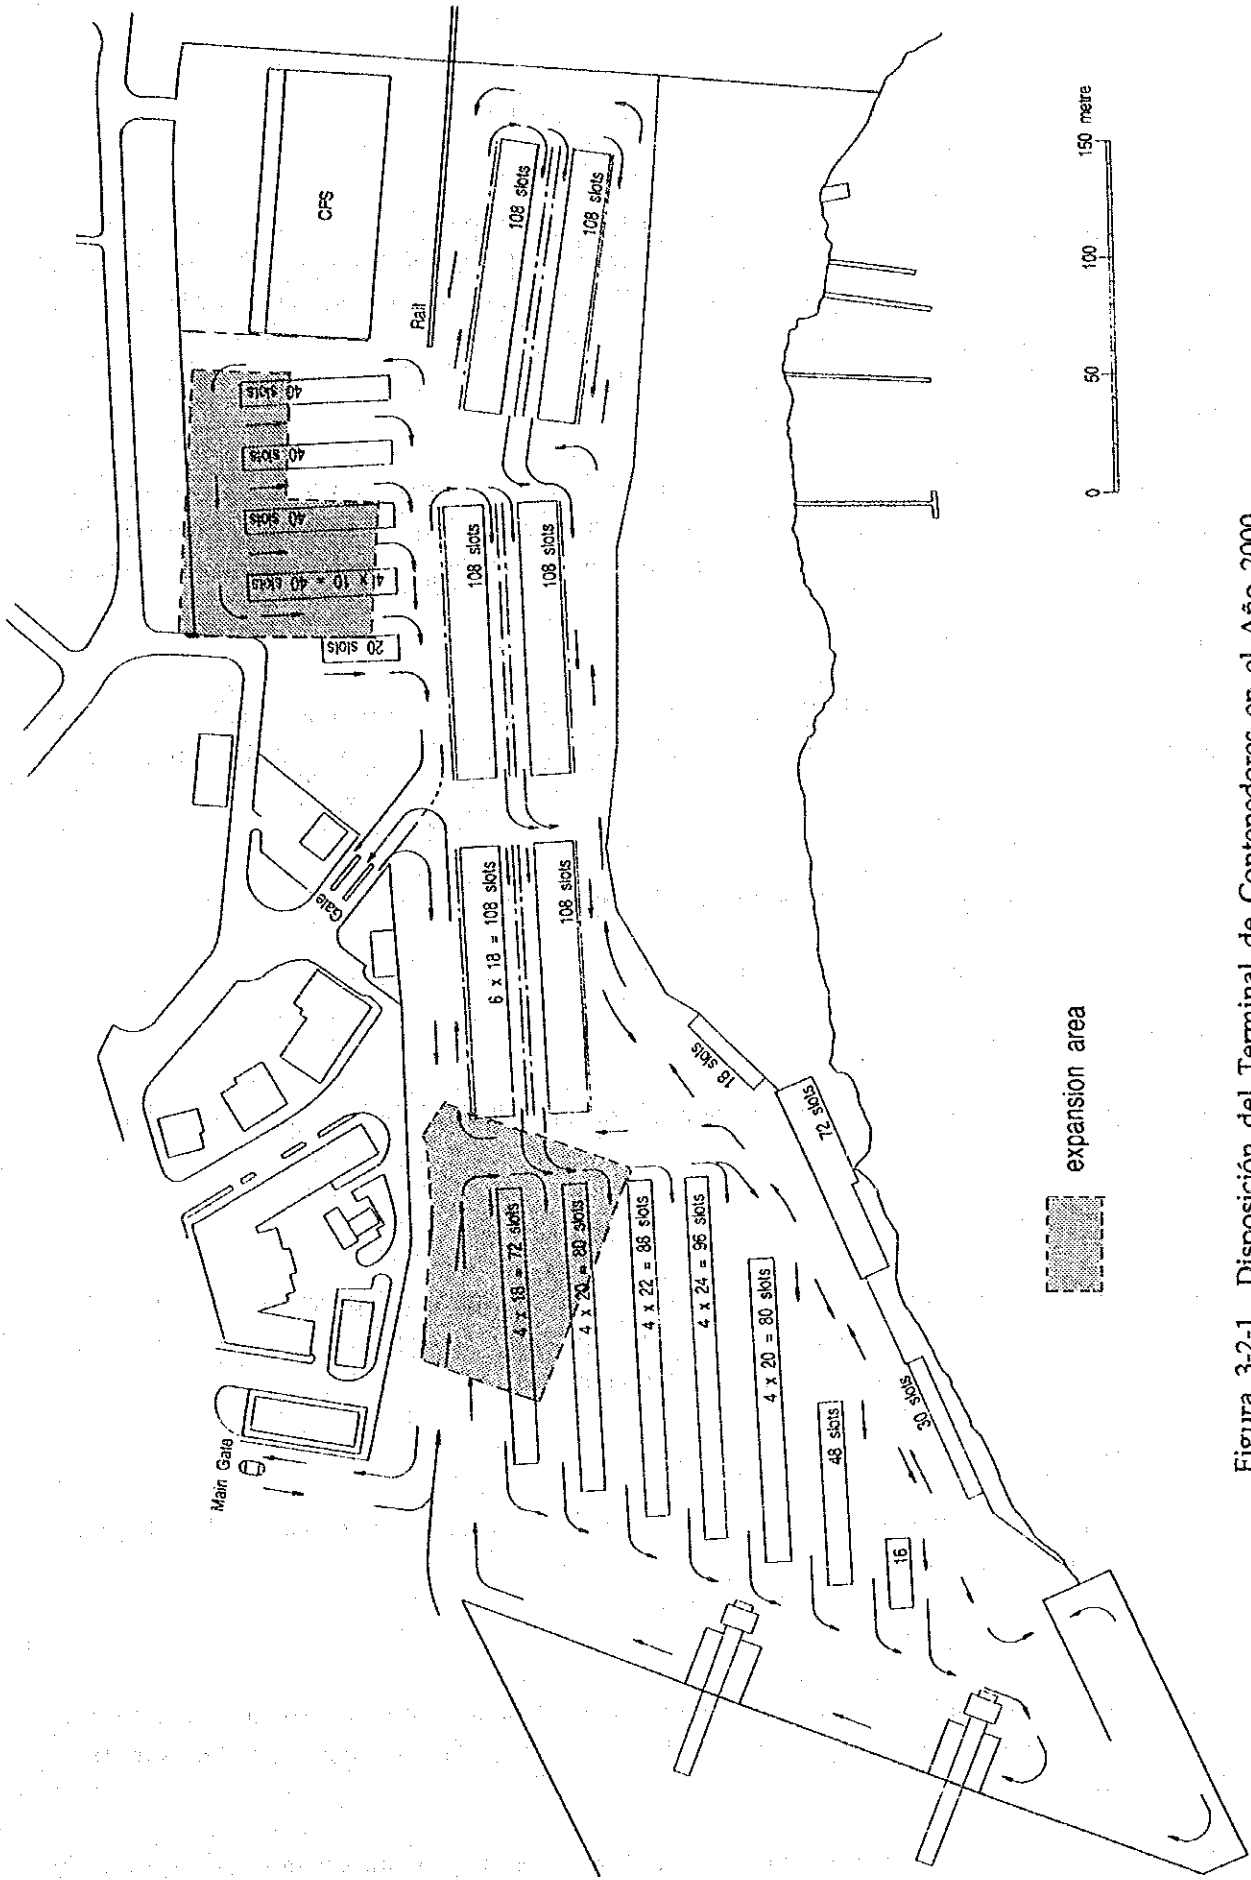 CFS
Rail
108 slots
108 slots
40 slots
40 slots
40 slots
4 x 10 = 40 slots
20 slots
108 slots
108 slots
Gate
6 x 18 = 108 slots
108 slots
18 slots
72 slots
4 x 18 = 72 slots
4 x 20 = 80 slots
4 x 22 = 88 slots
4 x 24 = 96 slots
4 x 20 = 80 slots
48 slots
16
30 slots
Main Gate
0 50 100 150 metre
expansion area
Figura 3-2-1 Disposición del Terminal de Contenedores en el Año 2000